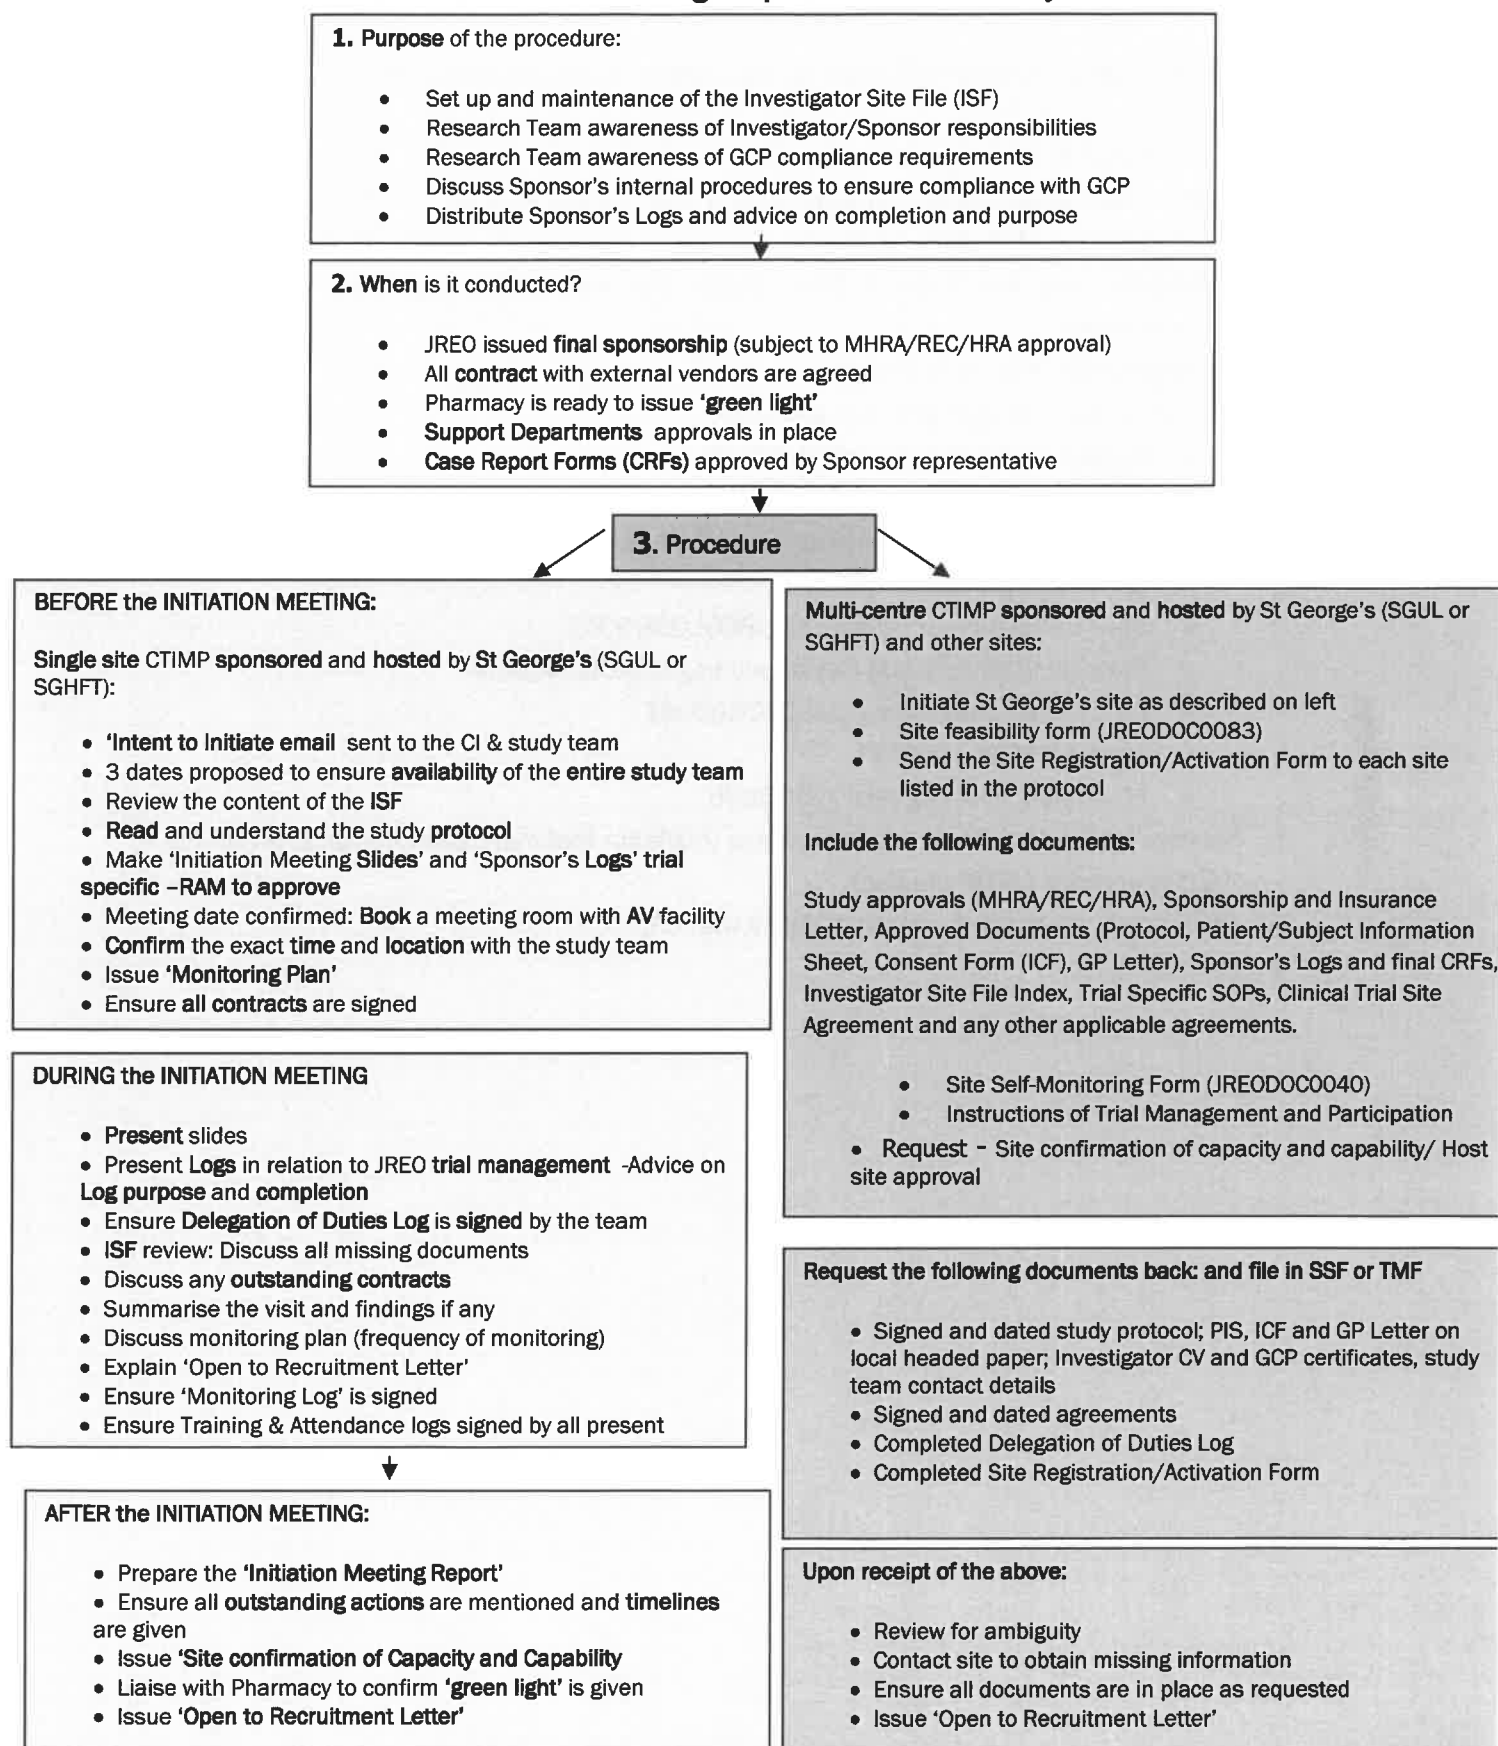 1. Purpose of the procedure:
• Set up and maintenance of the Investigator Site File (ISF)
• Research Team awareness of Investigator/Sponsor responsibilities
• Research Team awareness of GCP compliance requirements
• Discuss Sponsor's internal procedures to ensure compliance with GCP
• Distribute Sponsor's Logs and advice on completion and purpose
2. When is it conducted?
• JREO issued final sponsorship (subject to MHRA/REC/HRA approval)
• All contract with external vendors are agreed
• Pharmacy is ready to issue 'green light'
• Support Departments approvals in place
• Case Report Forms (CRFs) approved by Sponsor representative
3. Procedure
BEFORE the INITIATION MEETING:
Single site CTIMP sponsored and hosted by St George's (SGUL or
SGHFT):
• 'Intent to Initiate email sent to the CI & study team
• 3 dates proposed to ensure availability of the entire study team
• Review the content of the ISF
• Read and understand the study protocol
• Make 'Initiation Meeting Slides' and 'Sponsor's Logs' trial
specific –RAM to approve
• Meeting date confirmed: Book a meeting room with AV facility
• Confirm the exact time and location with the study team
• Issue 'Monitoring Plan'
• Ensure all contracts are signed
DURING the INITIATION MEETING
• Present slides
• Present Logs in relation to JREO trial management -Advice on
Log purpose and completion
• Ensure Delegation of Duties Log is signed by the team
• ISF review: Discuss all missing documents
• Discuss any outstanding contracts
• Summarise the visit and findings if any
• Discuss monitoring plan (frequency of monitoring)
• Explain 'Open to Recruitment Letter'
• Ensure 'Monitoring Log' is signed
• Ensure Training & Attendance logs signed by all present
AFTER the INITIATION MEETING:
• Prepare the 'Initiation Meeting Report'
• Ensure all outstanding actions are mentioned and timelines
are given
• Issue 'Site confirmation of Capacity and Capability
• Liaise with Pharmacy to confirm 'green light' is given
• Issue 'Open to Recruitment Letter'
Multi-centre CTIMP sponsored and hosted by St George's (SGUL or
SGHFT) and other sites:
• Initiate St George's site as described on left
• Site feasibility form (JREODOC0083)
• Send the Site Registration/Activation Form to each site
listed in the protocol
Include the following documents:
Study approvals (MHRA/REC/HRA), Sponsorship and Insurance
Letter, Approved Documents (Protocol, Patient/Subject Information
Sheet, Consent Form (ICF), GP Letter), Sponsor's Logs and final CRFs,
Investigator Site File Index, Trial Specific SOPs, Clinical Trial Site
Agreement and any other applicable agreements.
• Site Self-Monitoring Form (JREODOC0040)
• Instructions of Trial Management and Participation
• Request – Site confirmation of capacity and capability/ Host
site approval
Request the following documents back: and file in SSF or TMF
• Signed and dated study protocol; PIS, ICF and GP Letter on
local headed paper; Investigator CV and GCP certificates, study
team contact details
• Signed and dated agreements
• Completed Delegation of Duties Log
• Completed Site Registration/Activation Form
Upon receipt of the above:
• Review for ambiguity
• Contact site to obtain missing information
• Ensure all documents are in place as requested
• Issue 'Open to Recruitment Letter'